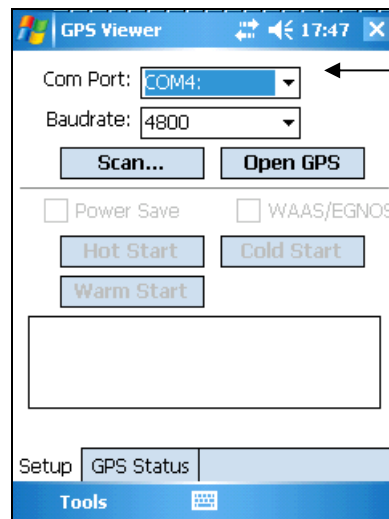 GPS Viewer 17:47
Com Port: COM4:
Baudrate: 4800
Scan... Open GPS
Power Save WAAS/EGNOS
Hot Start Cold Start
Warm Start
Setup GPS Status
Tools